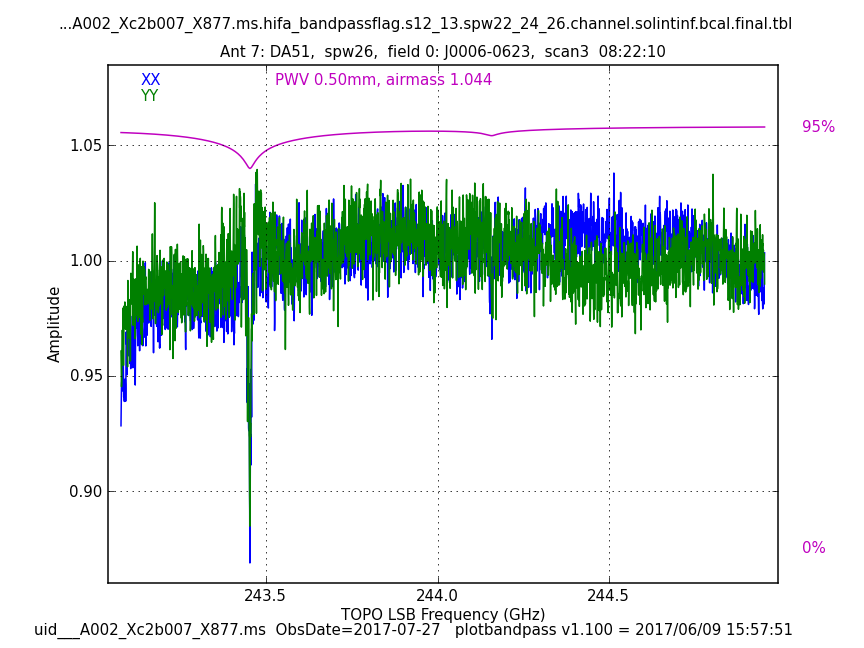 ...A002_Xc2b007_X877.ms.hifa_bandpassflag.s12_13.spw22_24_26.channel.solintinf.bcal.final.tbl
Ant 7: DA51,  spw26,  field 0: J0006-0623,  scan3  08:22:10
XX
PWV 0.50mm, airmass 1.044
YY
95%
1.05
1.00
Amplitude
0.95
0.90
0%
243.5
244.0
244.5
TOPO LSB Frequency (GHz)
uid___A002_Xc2b007_X877.ms  ObsDate=2017-07-27   plotbandpass v1.100 = 2017/06/09 15:57:51